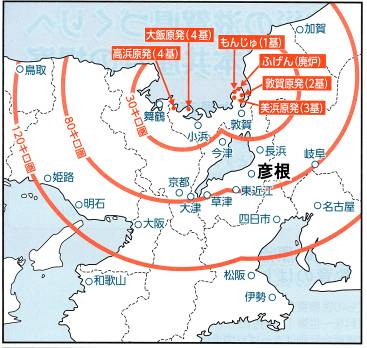 加賀
大飯原発(4基)
もんじゅ(1基)
高浜原発(4基)
ふげん(廃炉)
鳥取
敦賀原発(2基)
30キロ圏
美浜原発(3基)
舞鶴
敦賀
小浜
80キロ圏
120キロ圏
今津
長浜
岐阜
彦根
姫路
京都
東近江
明石
大津
草津
名古屋
大阪
四日市
和歌山
松阪
伊勢